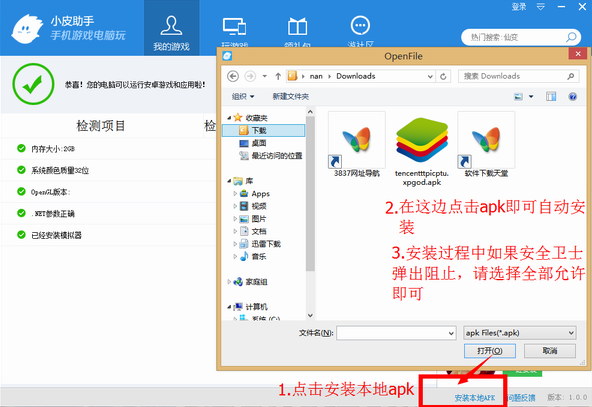 小皮助手
手机游戏电脑玩
登录
我的游戏
玩游戏
领礼包
游社区
热门搜索:仙变
恭喜！您的电脑可以运行安卓游戏和应用啦！
检测项目
检
内存大小:2GB
系统颜色质量32位
OpenGL版本:
.NET参数正确
已经安装模拟器
OpenFile
nan
Downloads
搜索 Downloads
组织
新建文件夹
收藏夹
下载
桌面
最近访问的位置
库
Apps
视频
图片
文档
迅雷下载
音乐
家庭组
计算机
系统 (C:)
3837网址导航
tencenttpicptu.
xpgod.apk
软件下载天堂
2.在这边点击apk即可自动安
装
3.安装过程中如果安全卫士
弹出阻止，请选择全部允许
即可
文件名(N):
apk Files(*.apk)
打开(O)
取消
1.点击安装本地apk
安装本地APK
问题反馈
版本: 1.0.0